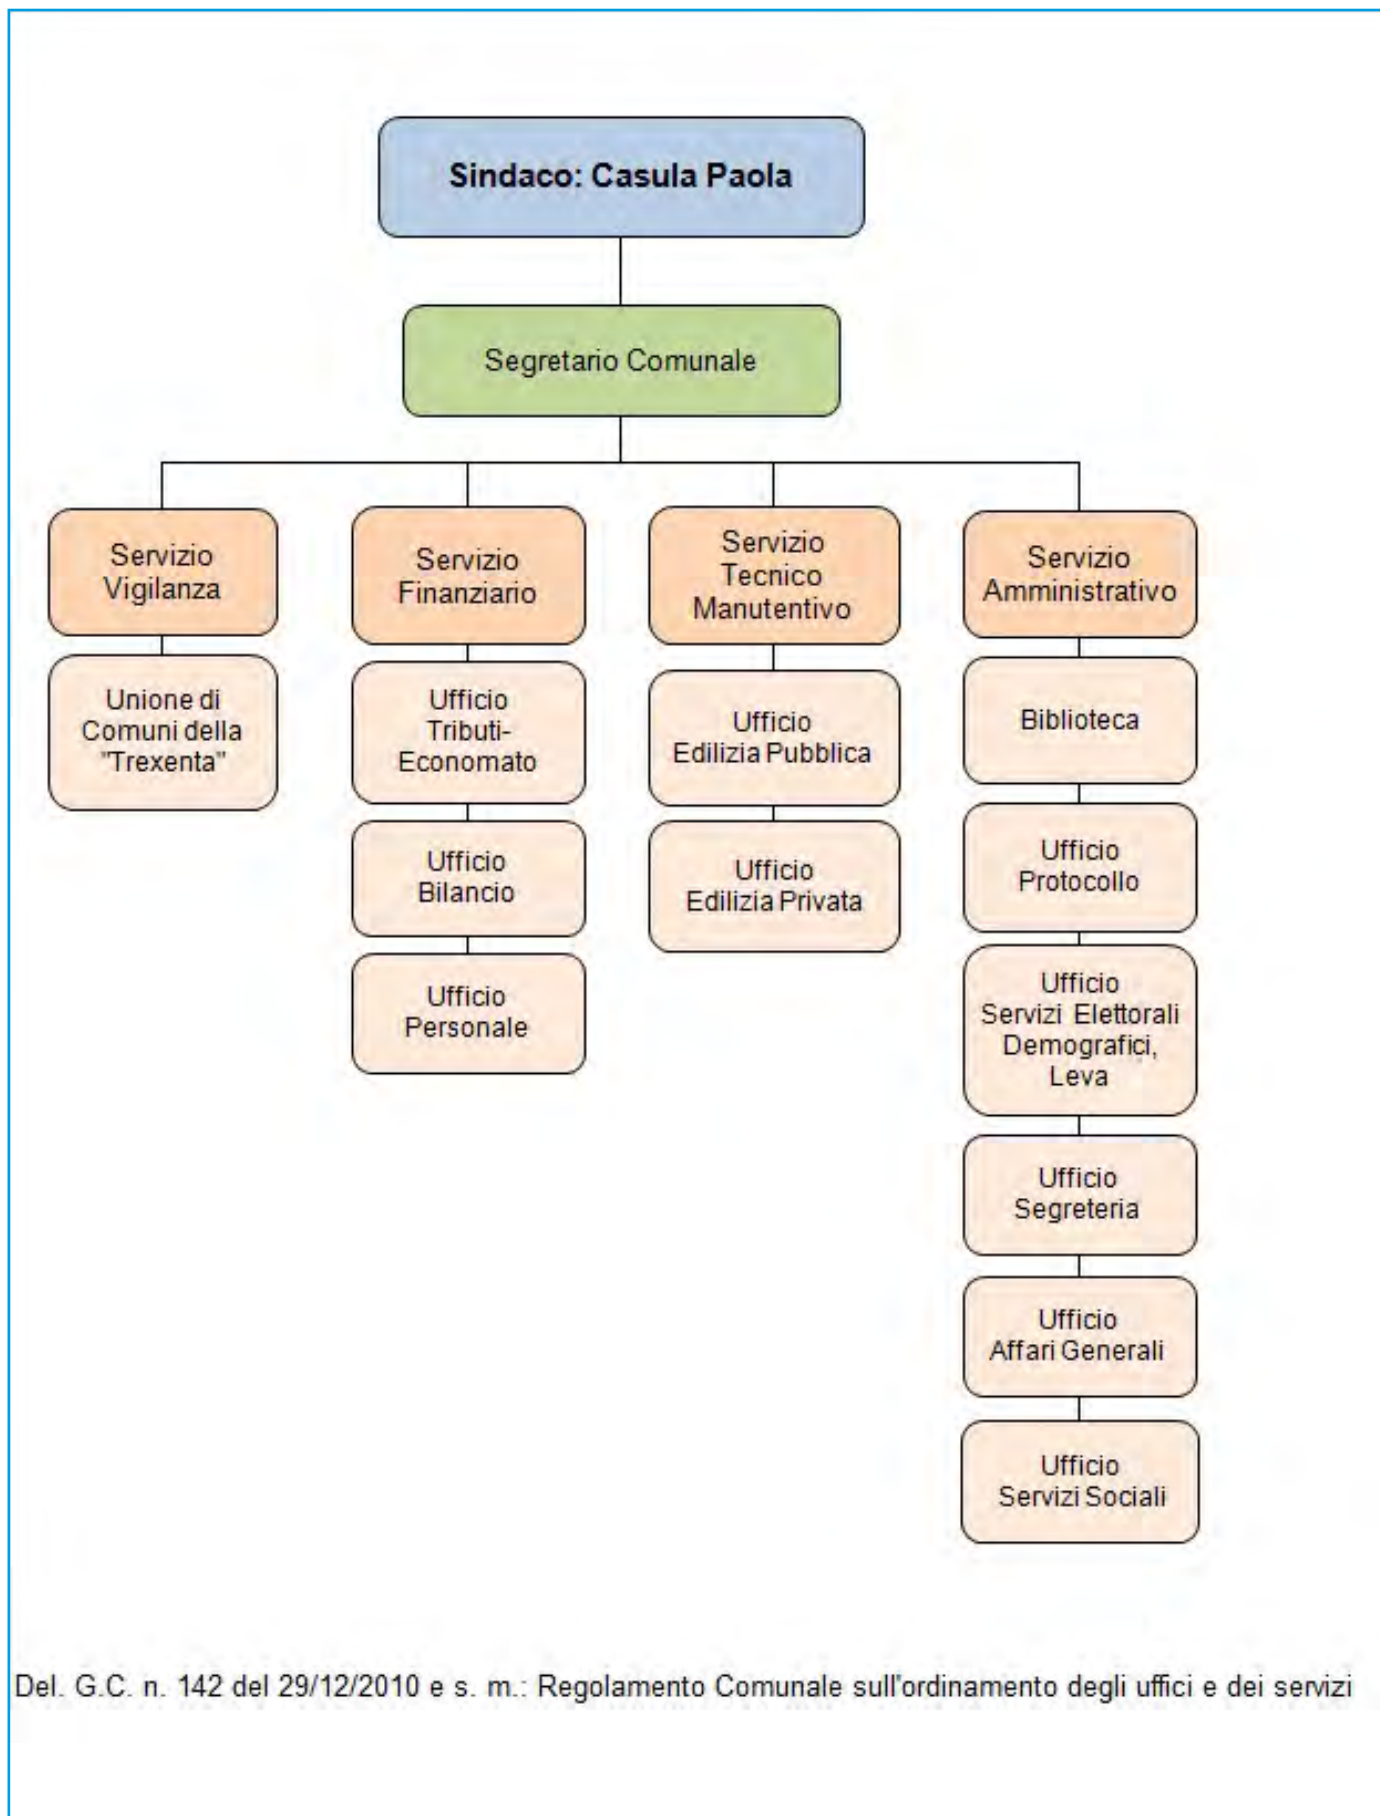 Sindaco: Casula Paola
Segretario Comunale
Servizio
Vigilanza
Unione di
Comuni della
"Trexenta"
Servizio
Finanziario
Ufficio
Tributi-
Economato
Ufficio
Bilancio
Ufficio
Personale
Servizio
Tecnico
Manutentivo
Ufficio
Edilizia Pubblica
Ufficio
Edilizia Privata
Servizio
Amministrativo
Biblioteca
Ufficio
Protocollo
Ufficio
Servizi Elettorali
Demografici,
Leva
Ufficio
Segreteria
Ufficio
Affari Generali
Ufficio
Servizi Sociali
Del. G.C. n. 142 del 29/12/2010 e s. m.: Regolamento Comunale sull'ordinamento degli uffici e dei servizi